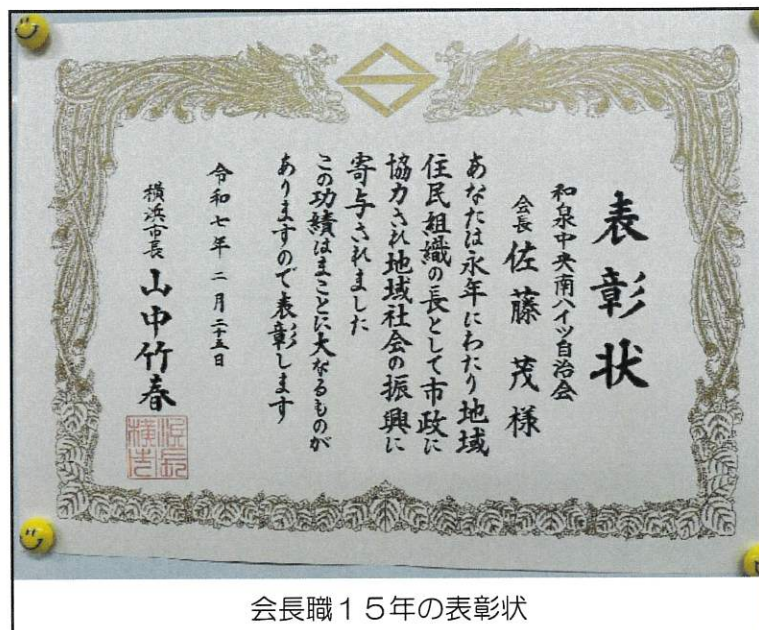 表彰状
和泉中央南ハイツ自治会
会長 佐藤茂様
あなたは永年にわたり地域
住民組織の長として市政に
協力され地域社会の振興に
寄与されました
この功績はまことに大なるものが
ありますので表彰します
令和七年二月二十五日
横浜市長 山中竹春
会長職15年の表彰状